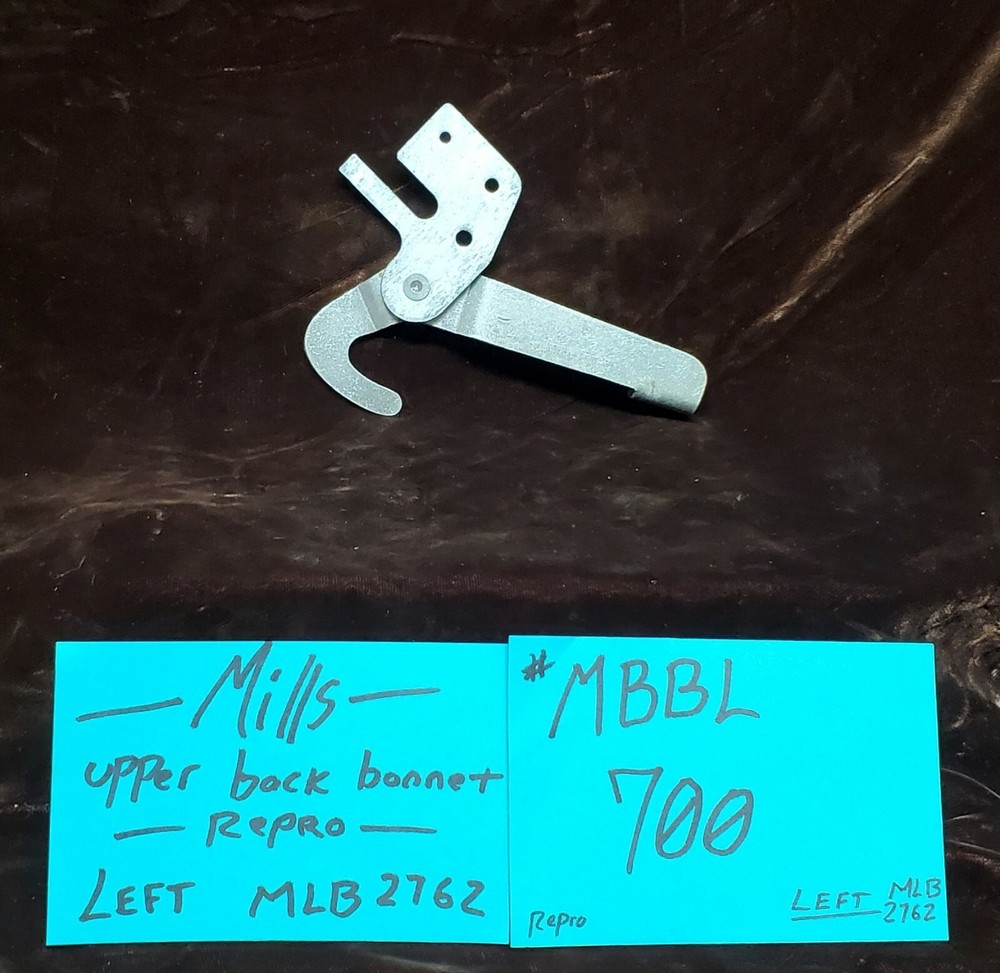 — Mills —
upper back bonnet
— Repro —
LEFT MLB 2762
# MBBL
700
Repro
LEFT MLB
2762